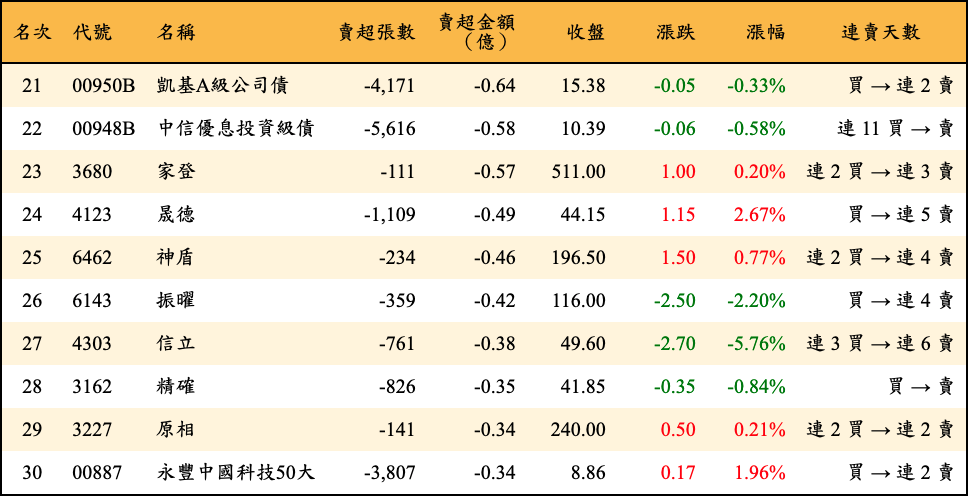 名次 代號 名稱 賣超張數 賣超金額（億） 收盤 漲跌 漲幅 連賣天數
21 00950B 凱基A級公司債 -4,171 -0.64 15.38 -0.05 -0.33% 買 → 連 2 賣
22 00948B 中信優息投資級債 -5,616 -0.58 10.39 -0.06 -0.58% 連 11 買 → 賣
23 3680 家登 -111 -0.57 511.00 1.00 0.20% 連 2 買 → 連 3 賣
24 4123 晟德 -1,109 -0.49 44.15 1.15 2.67% 買 → 連 5 賣
25 6462 神盾 -234 -0.46 196.50 1.50 0.77% 連 2 買 → 連 4 賣
26 6143 振曜 -359 -0.42 116.00 -2.50 -2.20% 買 → 連 4 賣
27 4303 信立 -761 -0.38 49.60 -2.70 -5.76% 連 3 買 → 連 6 賣
28 3162 精確 -826 -0.35 41.85 -0.35 -0.84% 買 → 賣
29 3227 原相 -141 -0.34 240.00 0.50 0.21% 連 2 買 → 連 2 賣
30 00887 永豐中國科技50大 -3,807 -0.34 8.86 0.17 1.96% 買 → 連 2 賣